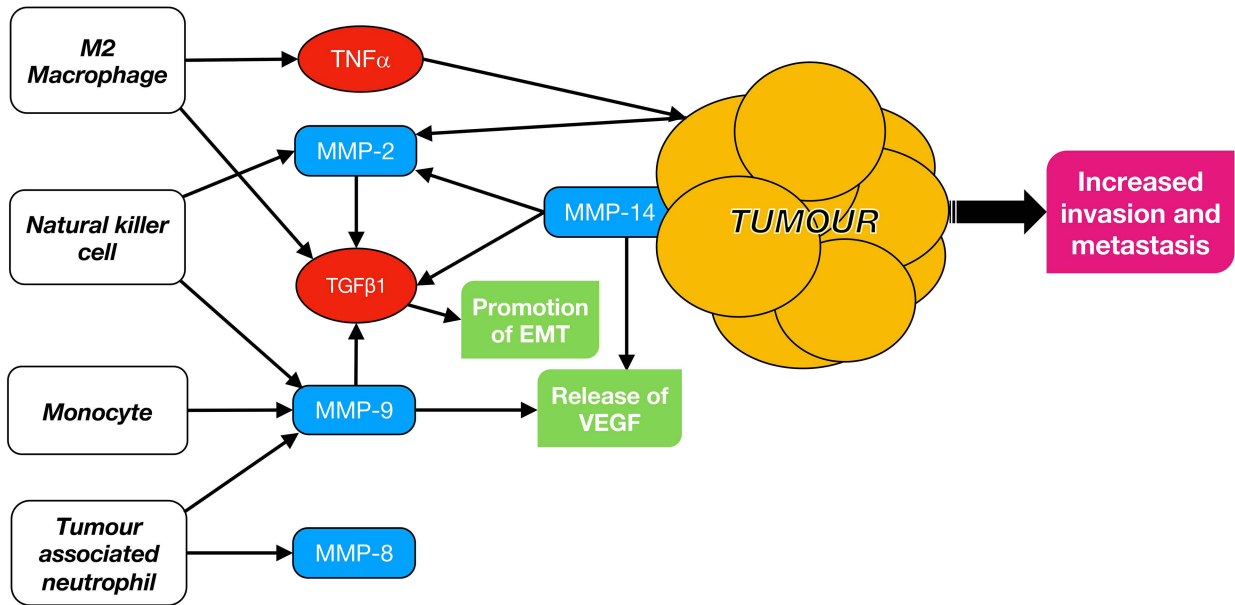 M2
Macrophage
TNFα
MMP-2
Natural killer
cell
MMP-14
TUMOUR
Increased
invasion and
metastasis
TGFβ1
Promotion
of EMT
Monocyte
MMP-9
Release of
VEGF
Tumour
associated
neutrophil
MMP-8